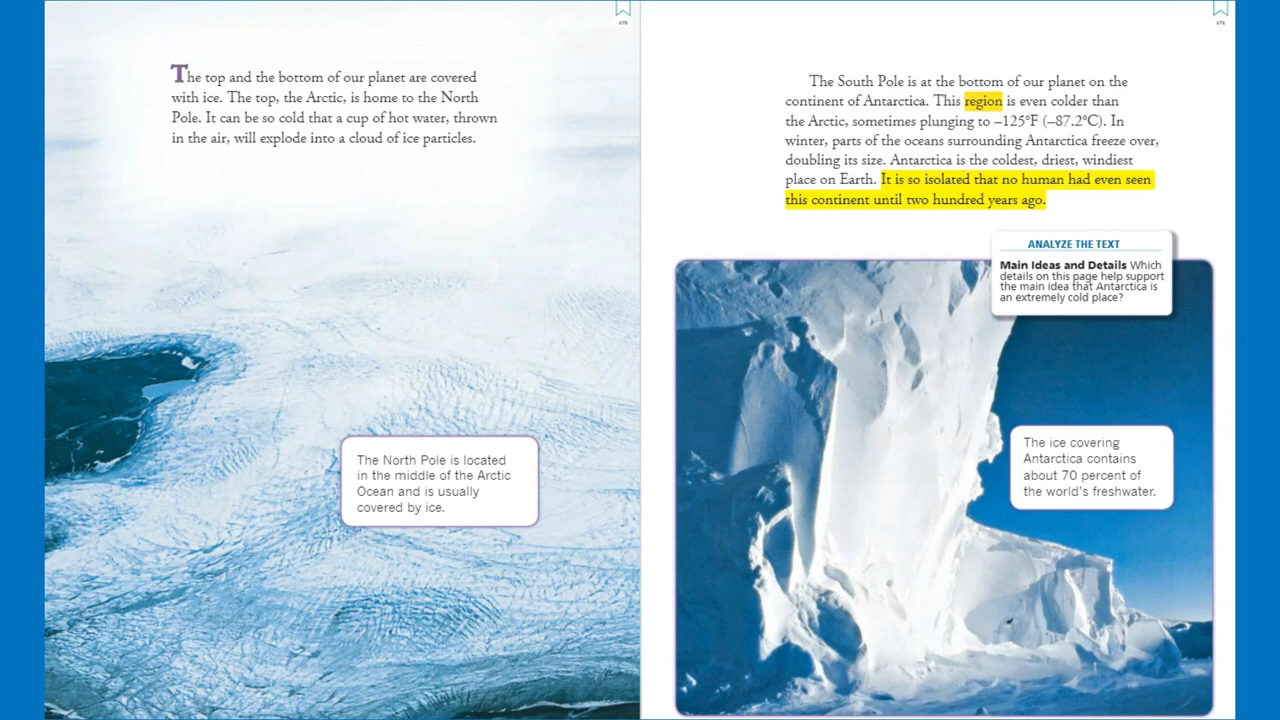 The top and the bottom of our planet are covered
with ice. The top, the Arctic, is home to the North
Pole. It can be so cold that a cup of hot water, thrown
in the air, will explode into a cloud of ice particles.
The North Pole is located
in the middle of the Arctic
Ocean and is usually
covered by ice.
The South Pole is at the bottom of our planet on the
continent of Antarctica. This region is even colder than
the Arctic, sometimes plunging to –125°F (–87.2°C). In
winter, parts of the oceans surrounding Antarctica freeze over,
doubling its size. Antarctica is the coldest, driest, windiest
place on Earth. It is so isolated that no human had even seen
this continent until two hundred years ago.
ANALYZE THE TEXT
Main Ideas and Details Which
details on this page help support
the main idea that Antarctica is
an extremely cold place?
The ice covering
Antarctica contains
about 70 percent of
the world's freshwater.